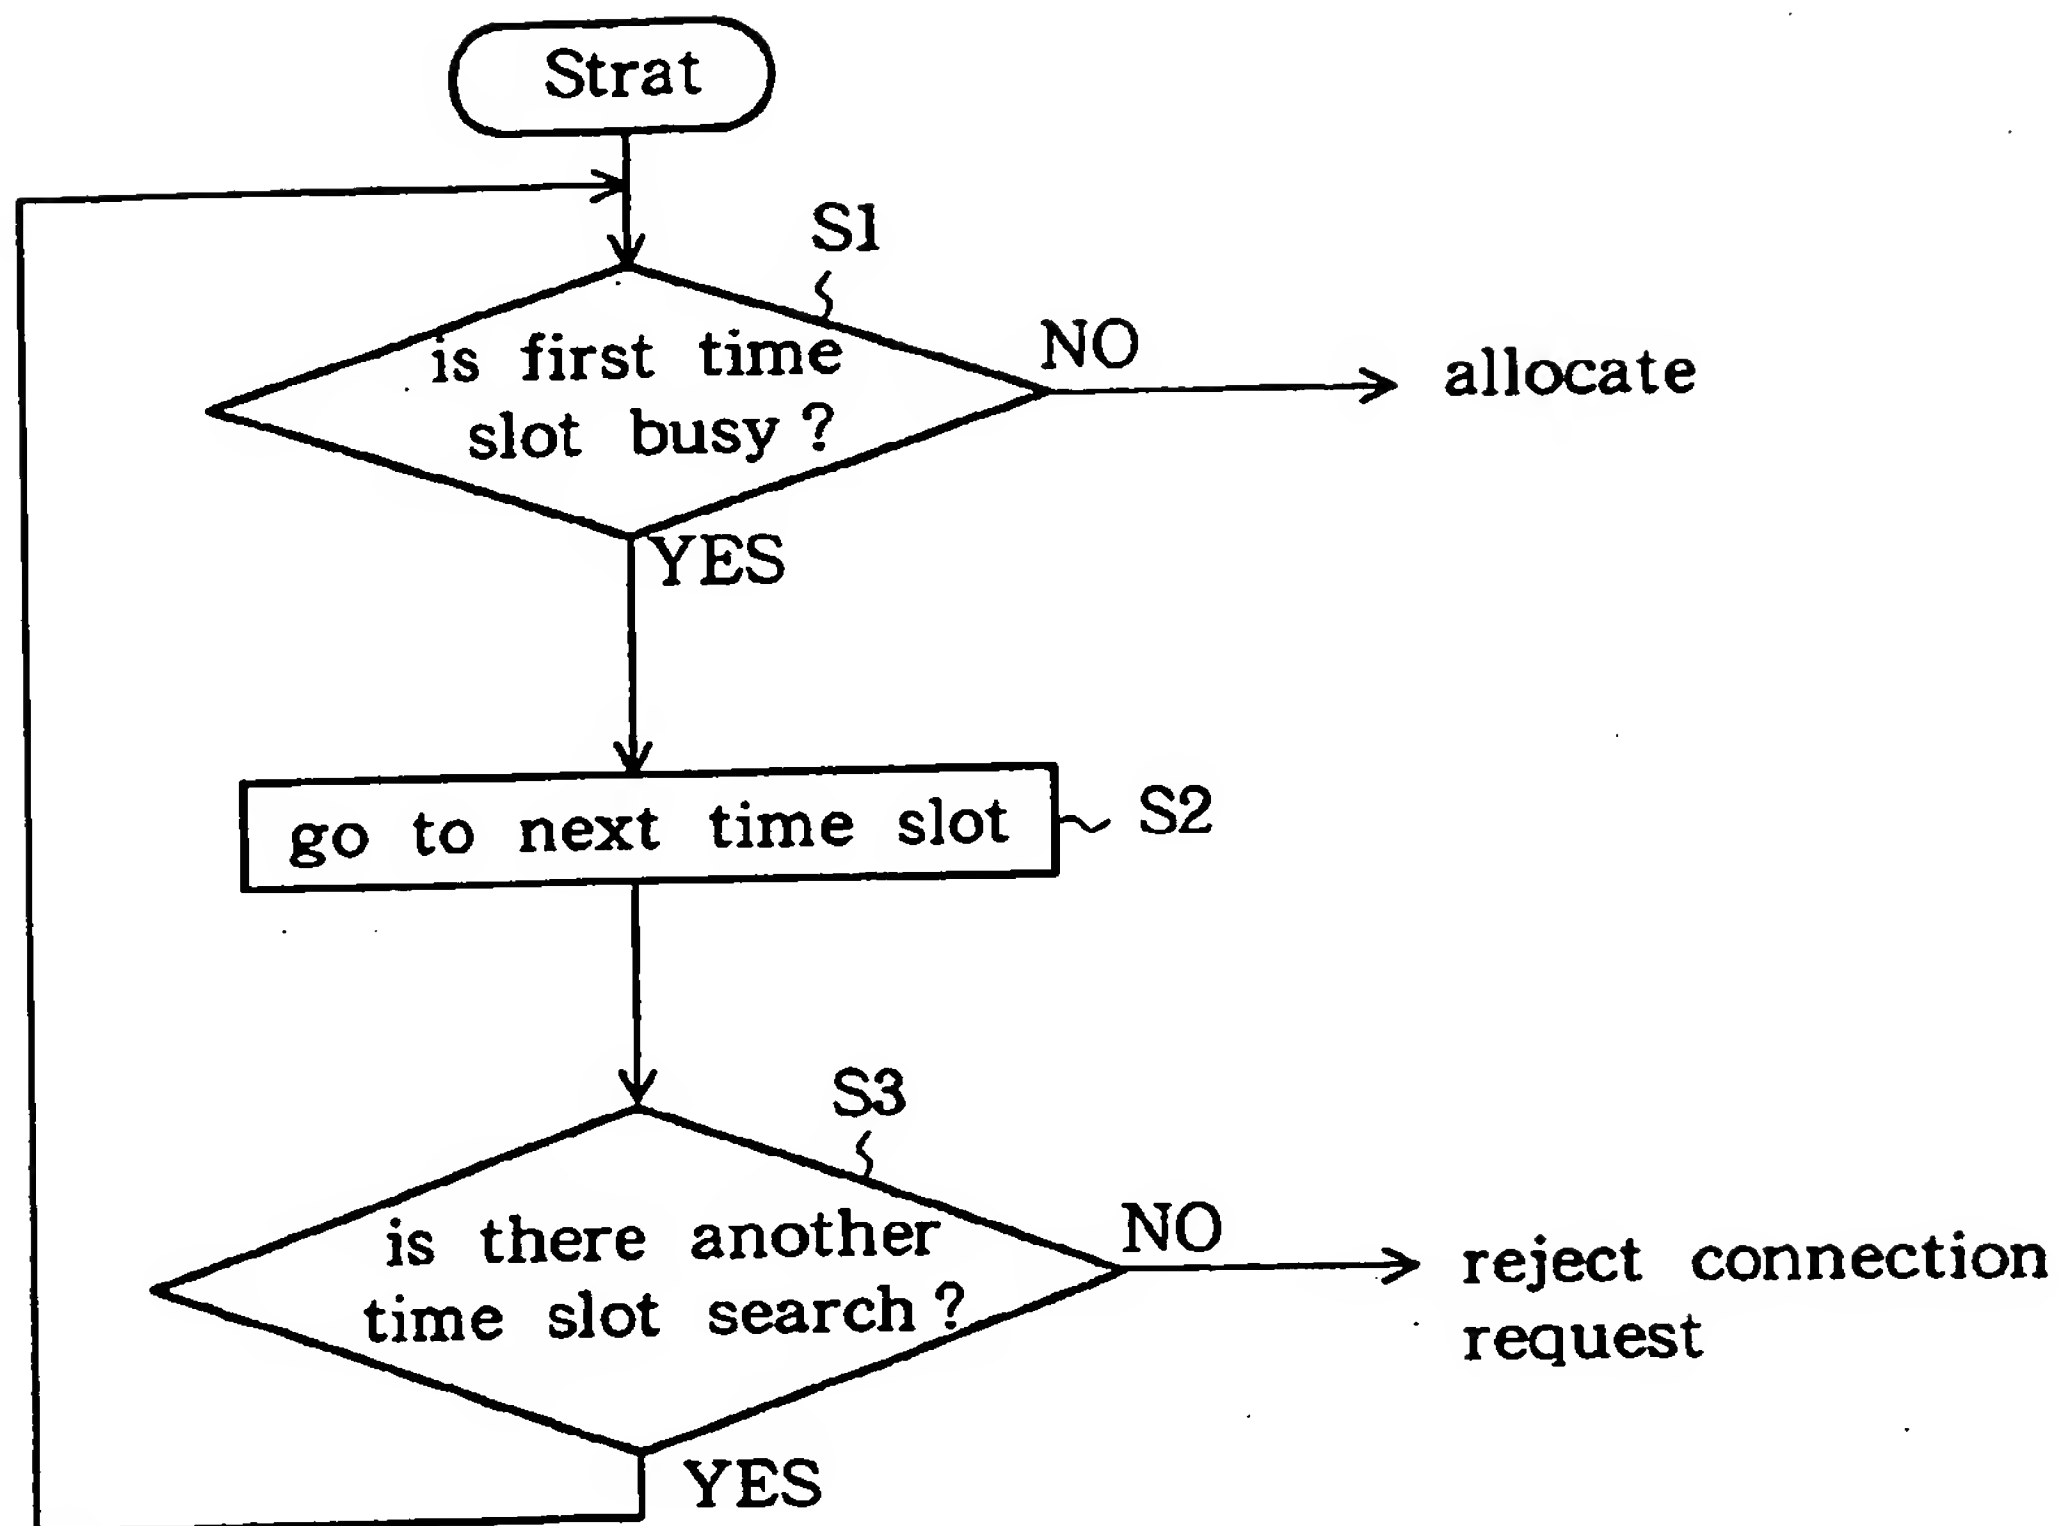 Strat
S1
is first time
slot busy ?
NO
allocate
YES
go to next time slot
S2
S3
is there another
time slot search ?
NO
reject connection
request
YES